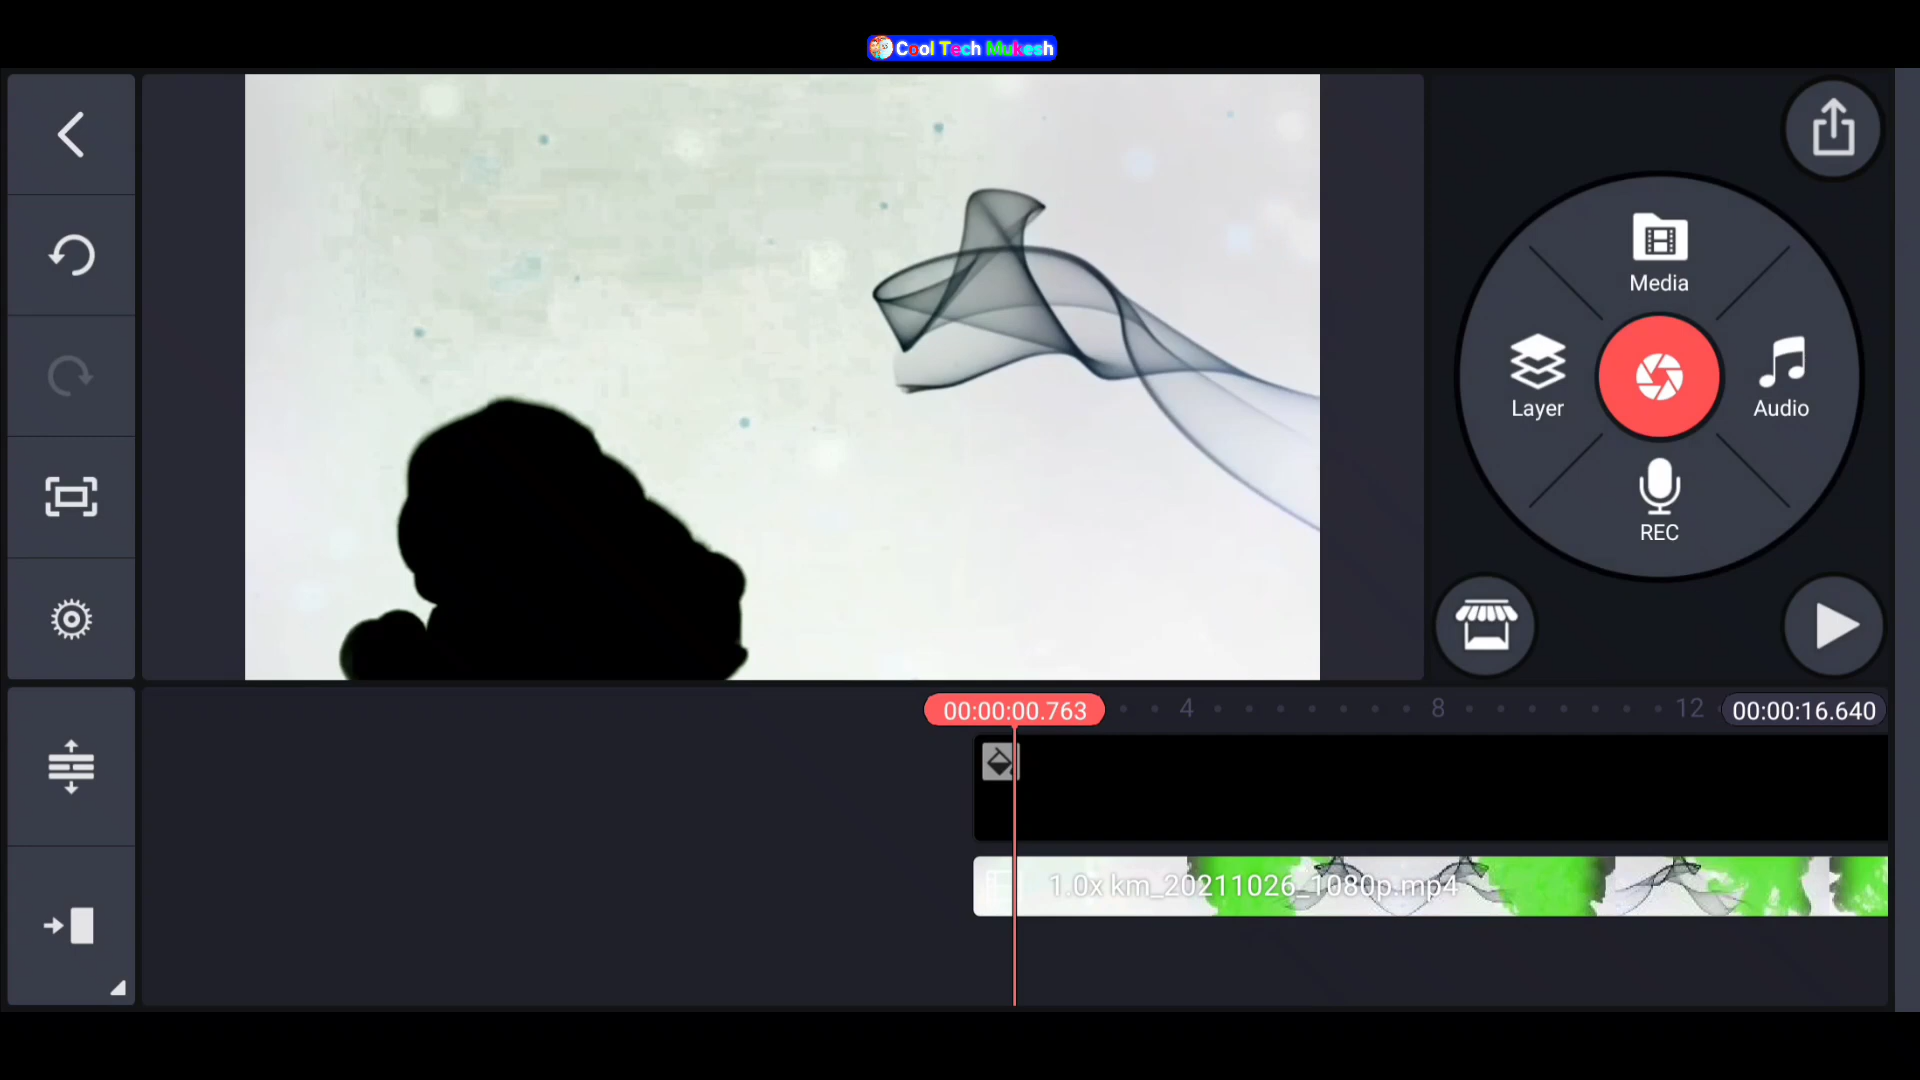 Cool Tech Mukesh
Media
Layer
Audio
REC
00:00:00.763
4
8
12
00:00:16.640
1.0x km_20211026_1080p.mp4